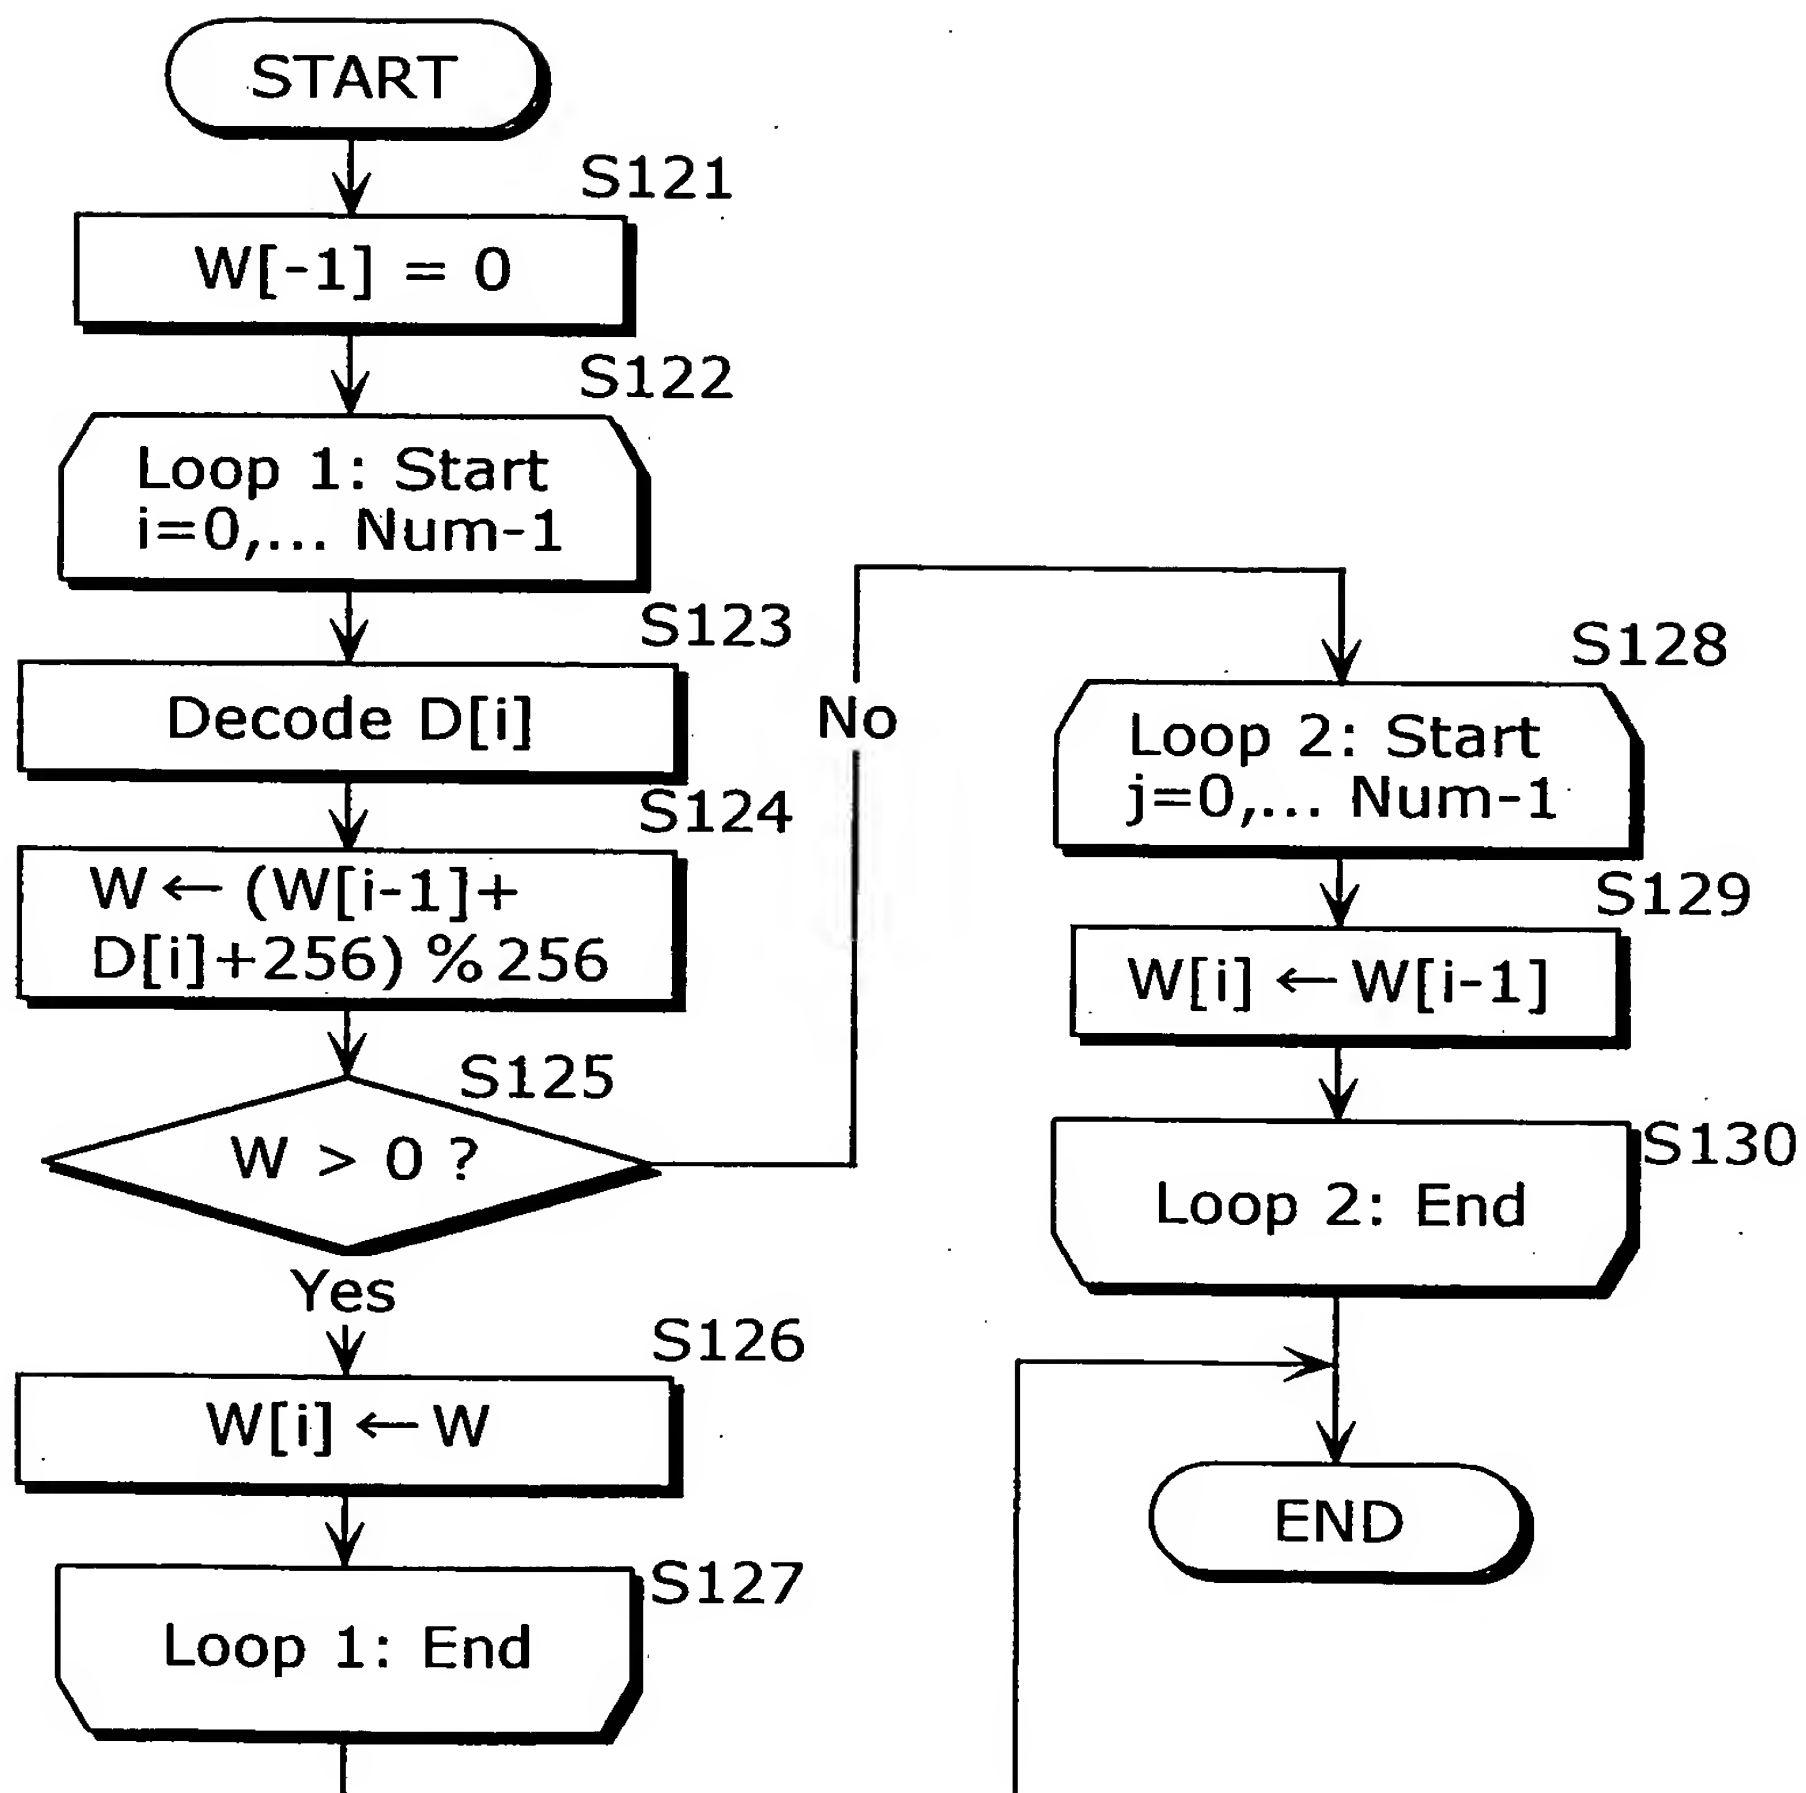 START
S121
W[-1] = 0
S122
Loop 1: Start
i=0,... Num-1
S123
Decode D[i]
S124
W ← (W[i-1]+
D[i]+256) % 256
S125
W > 0 ?
Yes
S126
W[i] ← W
S127
Loop 1: End
No
S128
Loop 2: Start
j=0,... Num-1
S129
W[i] ← W[i-1]
S130
Loop 2: End
END